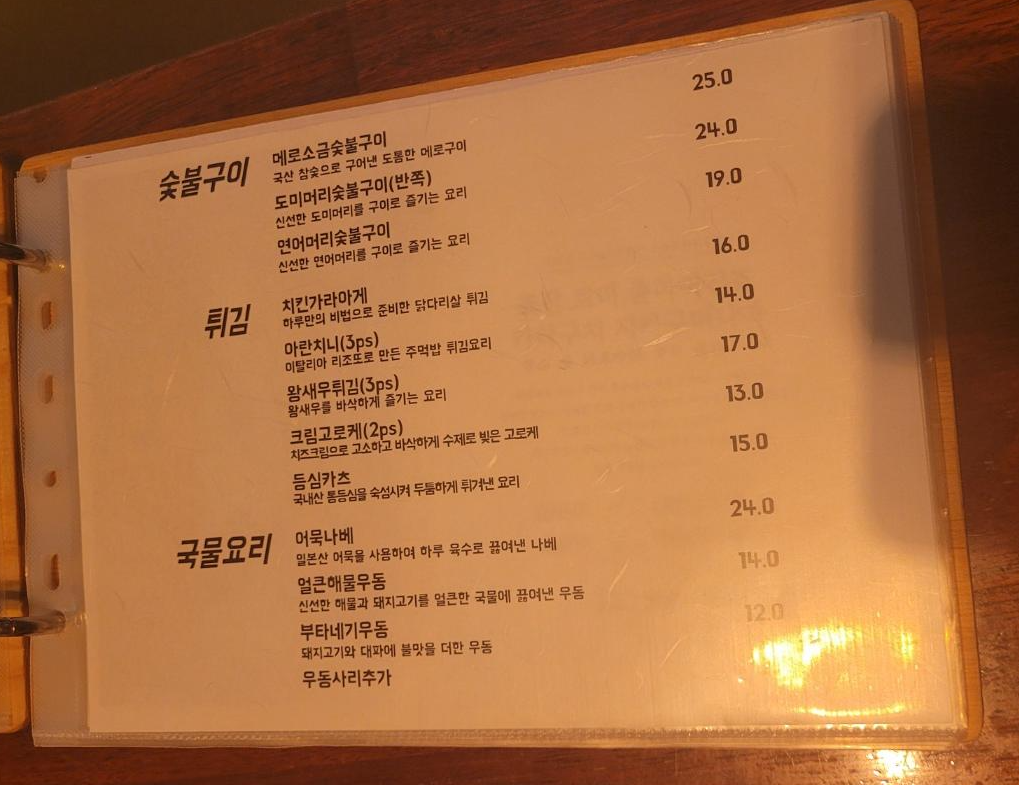 숯불구이
메로소금숯불구이 25.0
국산 참숯으로 구어낸 도톰한 메로구이
도미머리숯불구이(반쪽) 24.0
신선한 도미머리를 구이로 즐기는 요리
연어머리숯불구이 19.0
신선한 연어머리를 구이로 즐기는 요리
튀김
치킨가라아게 16.0
하루만의 비법으로 준비한 닭다리살 튀김
아란치니(3ps) 14.0
이탈리아 리조또로 만든 주먹밥 튀김요리
왕새우튀김(3ps) 17.0
왕새우를 바삭하게 즐기는 요리
크림고로케(2ps) 13.0
치즈크림으로 고소하고 바삭하게 수제로 빚은 고로케
등심카츠 15.0
국내산 통등심을 숙성시켜 두툼하게 튀겨낸 요리
국물요리
어묵나베 24.0
일본산 어묵을 사용하여 하루 육수로 끓여낸 나베
얼큰해물우동 14.0
신선한 해물과 돼지고기를 얼큰한 국물에 끓여낸 우동
부타네기우동 12.0
돼지고기와 대파에 불맛을 더한 우동
우동사리추가